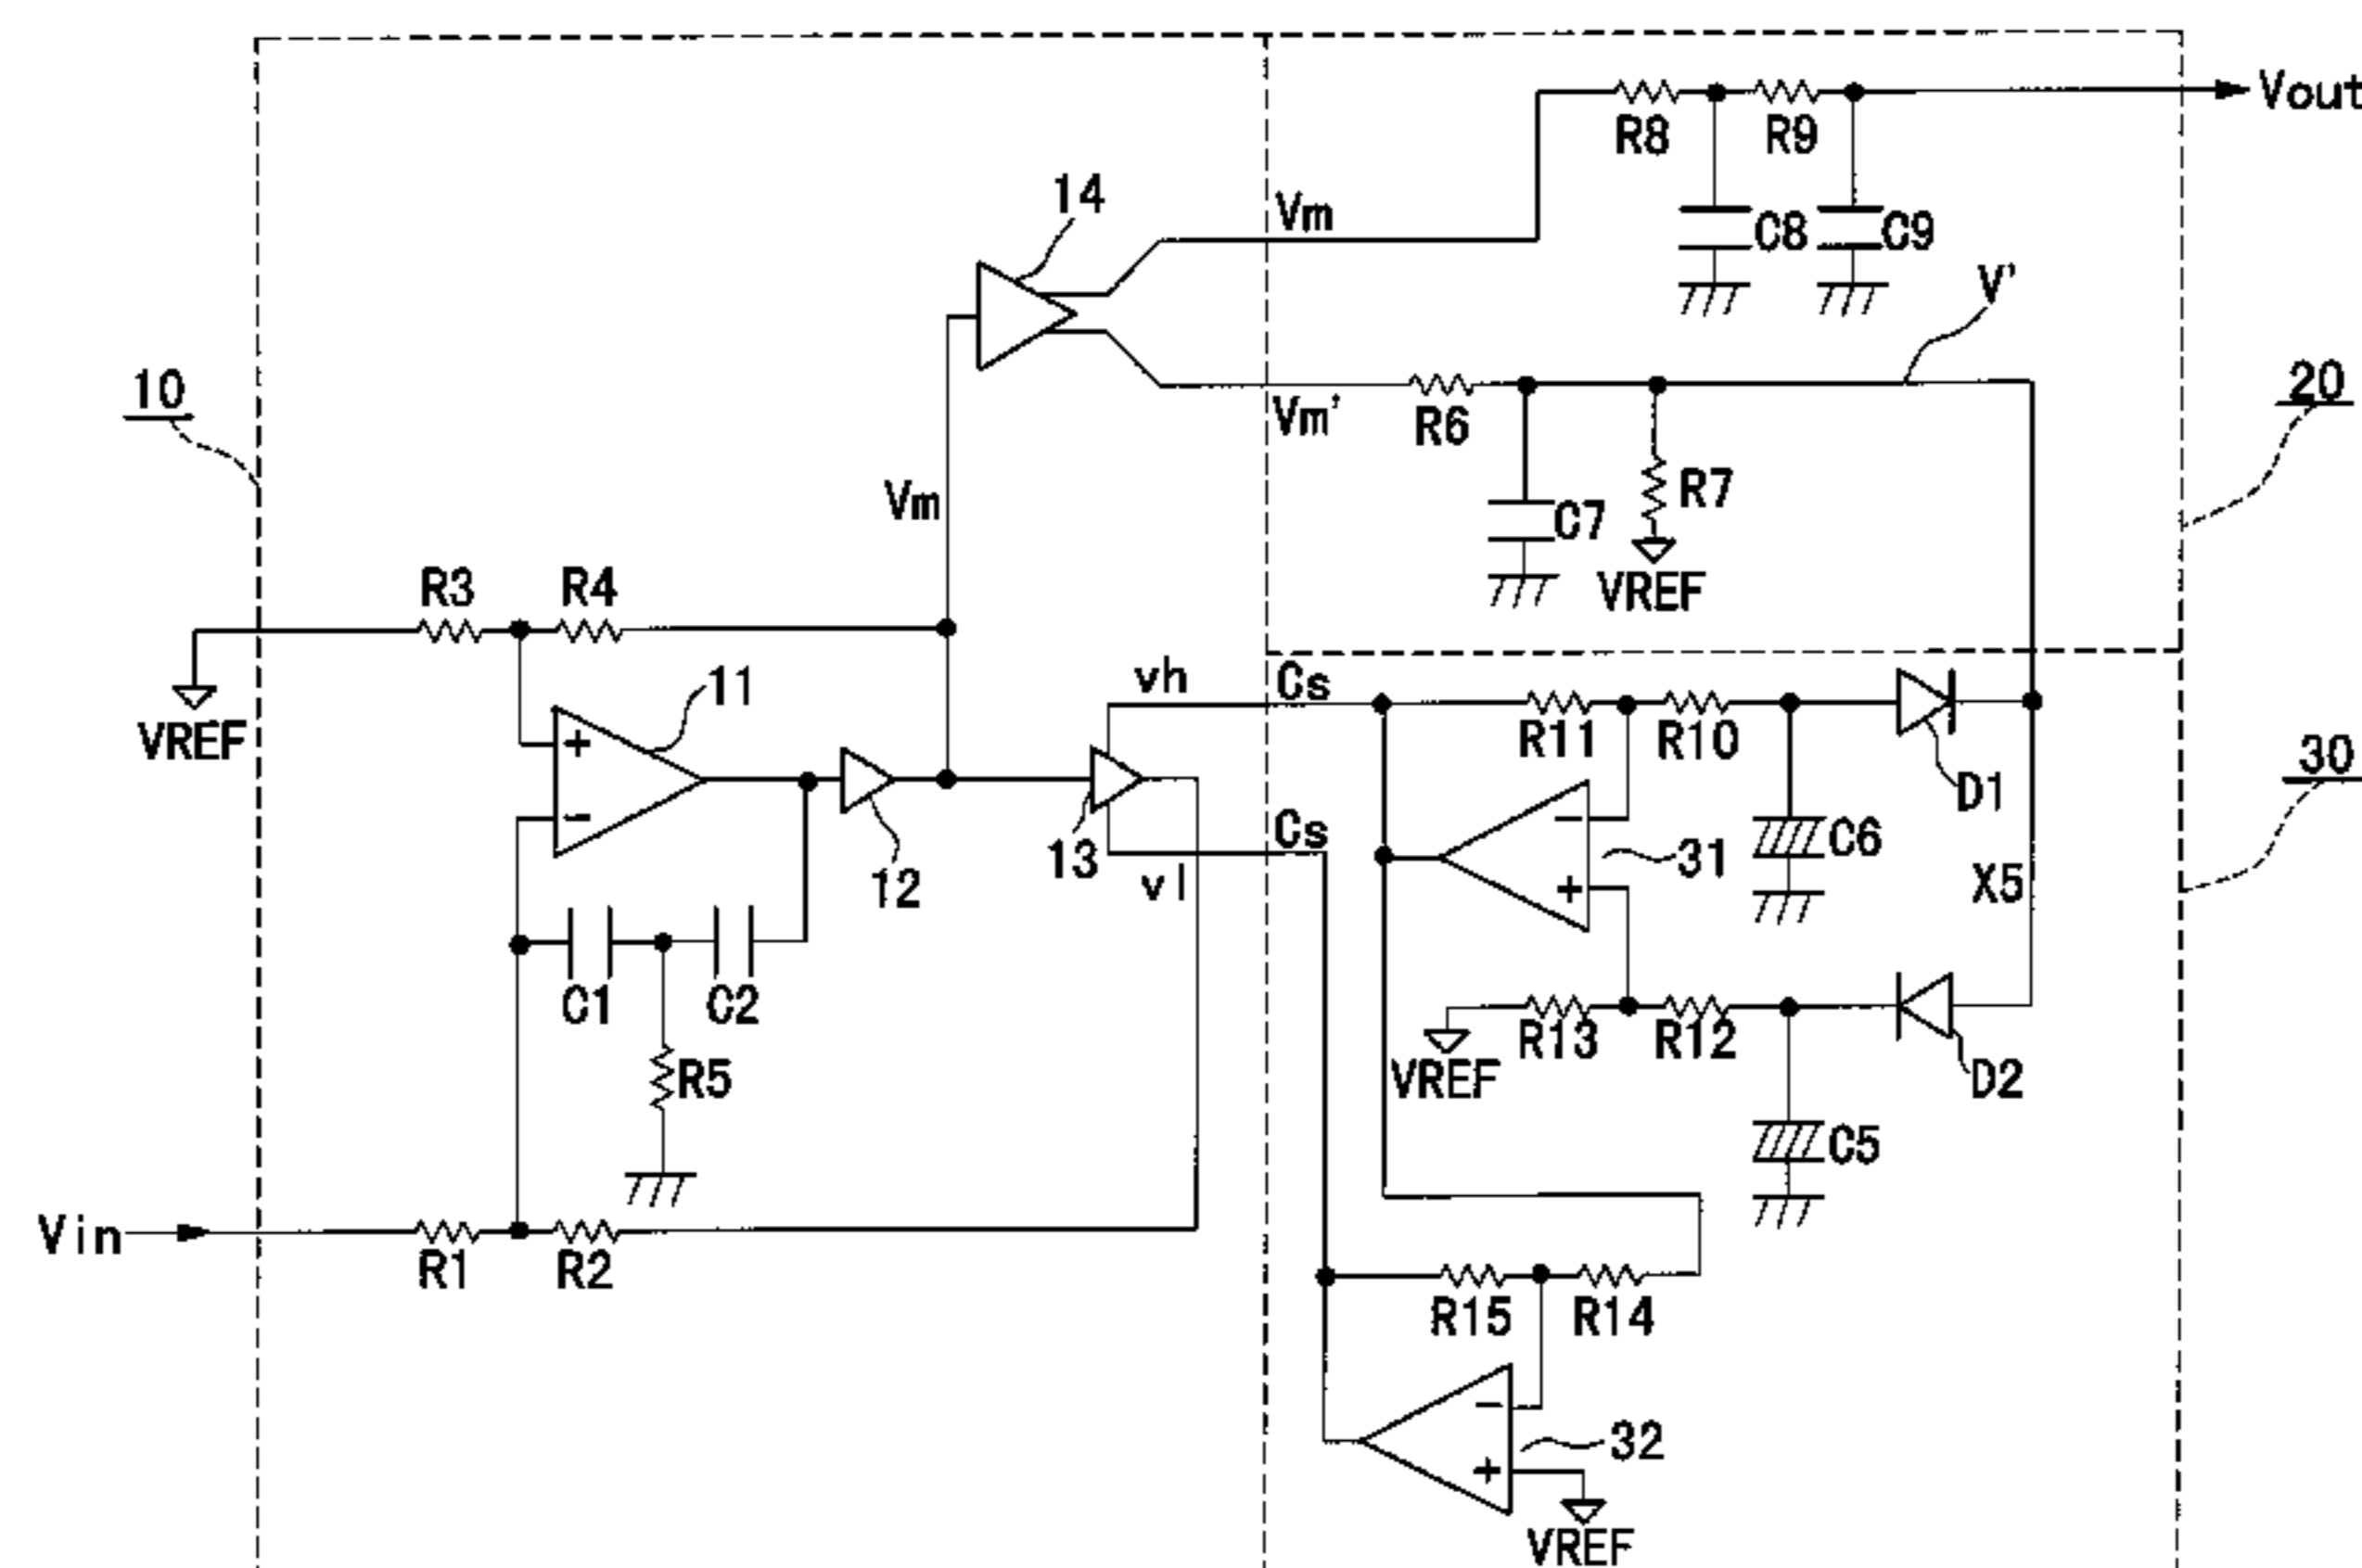 Vout
R8 R9
14
Vm
C8 C9
V'
10
20
Vm'
R6
Vm
R7
C7
R3 R4
VREF
vh Cs
11
VREF
R11 R10
D1
30
Cs
13
12
vl
31
C6
X5
C1 C2
R5
R13 R12
VREF
D2
C5
Vin
R1 R2
R15 R14
32
VREF